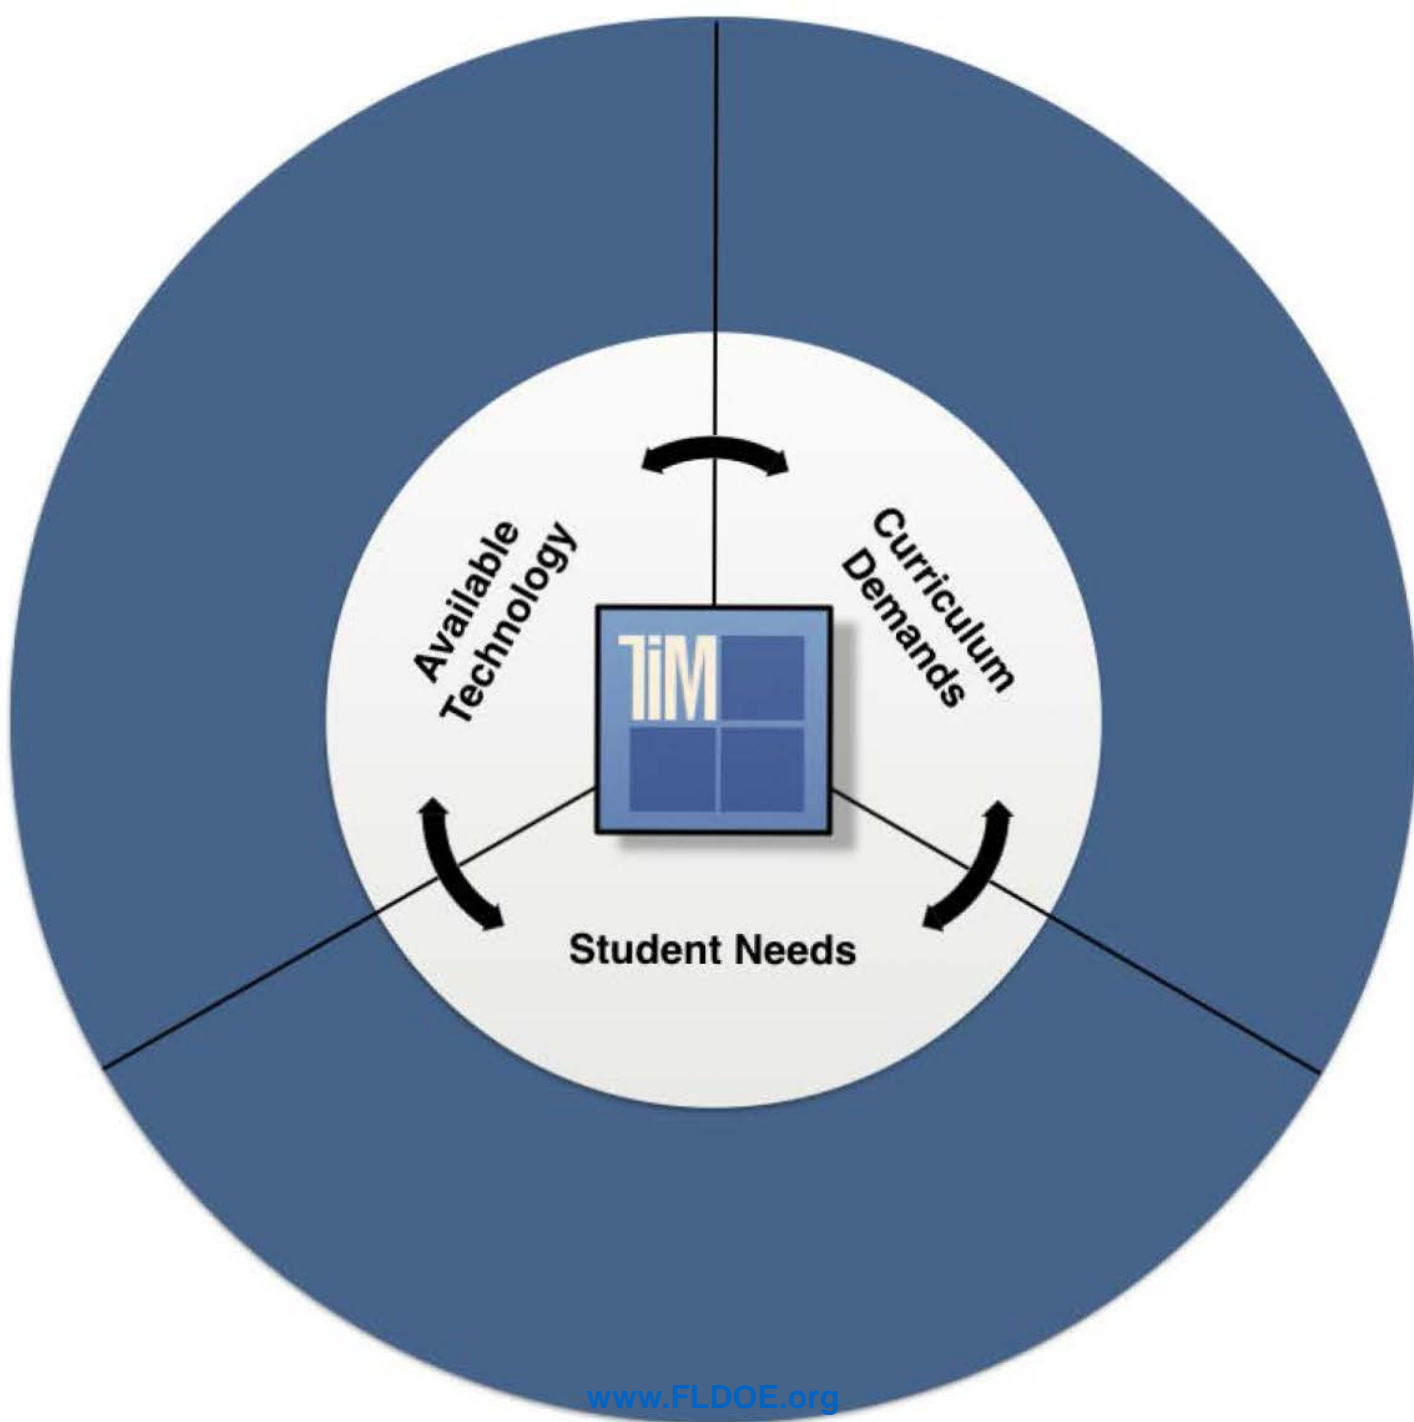 Available
Technology
Curriculum
Demands
TiM
Student Needs
www.FLDOE.org